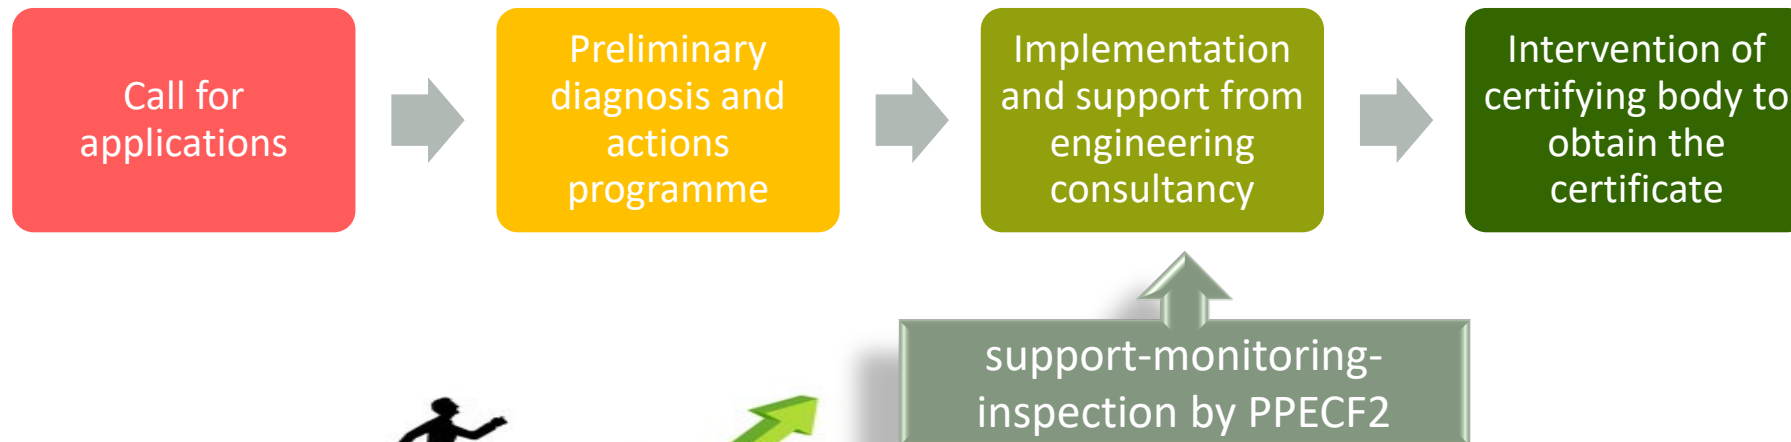 Call for
applications
Preliminary
diagnosis and
actions
programme
Implementation
and support from
engineering
consultancy
Intervention of
certifying body to
obtain the
certificate
support-monitoring-
inspection by PPECF2